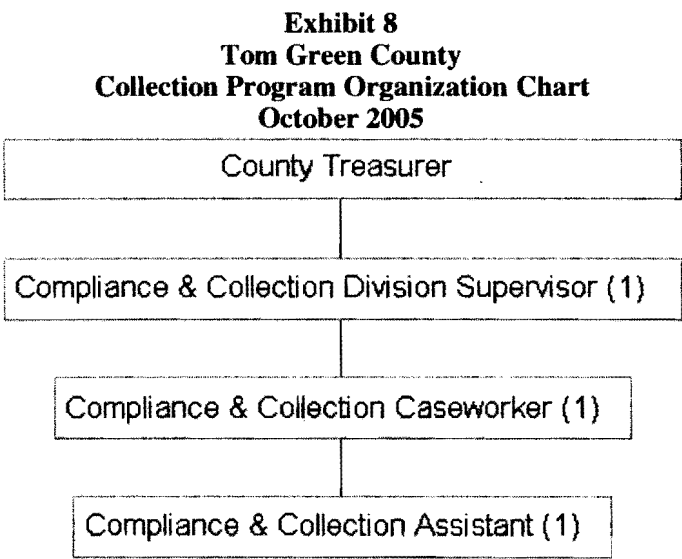 Exhibit 8
Tom Green County
Collection Program Organization Chart
October 2005
County Treasurer
Compliance & Collection Division Supervisor (1)
Compliance & Collection Caseworker (1)
Compliance & Collection Assistant (1)